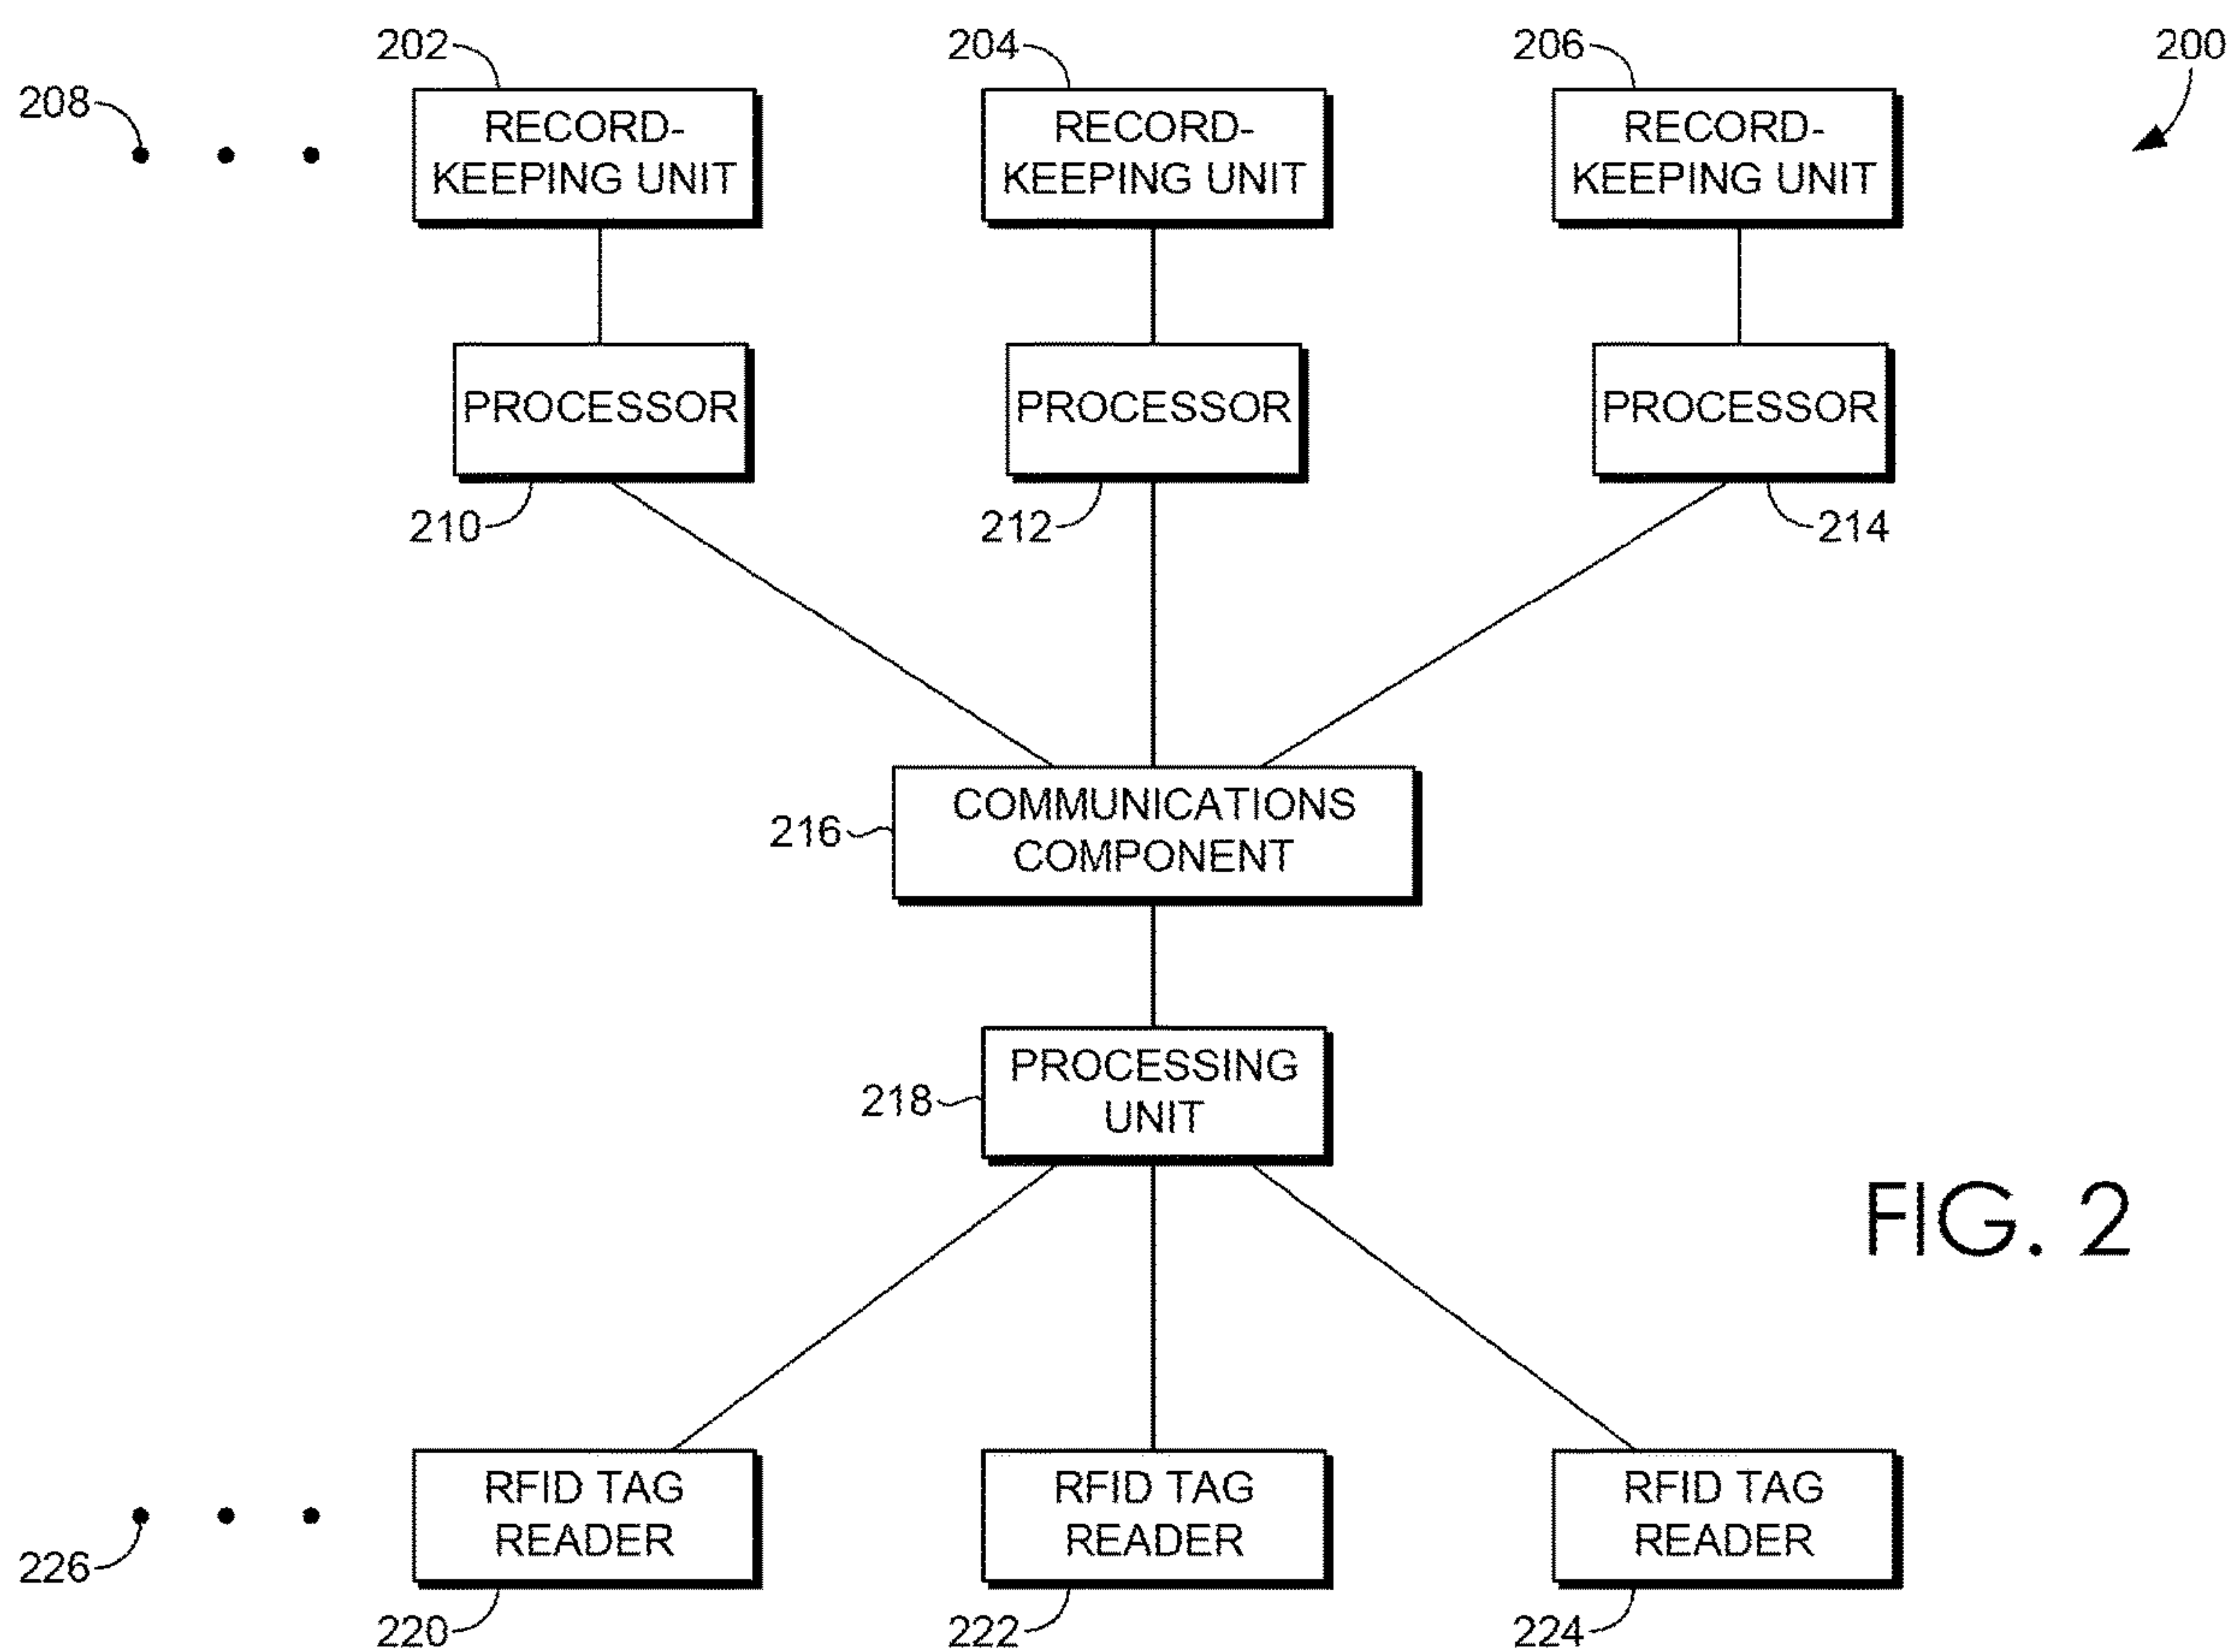 202
204
206
200
208
RECORD-
KEEPING UNIT
RECORD-
KEEPING UNIT
RECORD-
KEEPING UNIT
PROCESSOR
PROCESSOR
PROCESSOR
210
212
214
216
COMMUNICATIONS
COMPONENT
218
PROCESSING
UNIT
FIG. 2
RFID TAG
READER
RFID TAG
READER
RFID TAG
READER
226
220
222
224